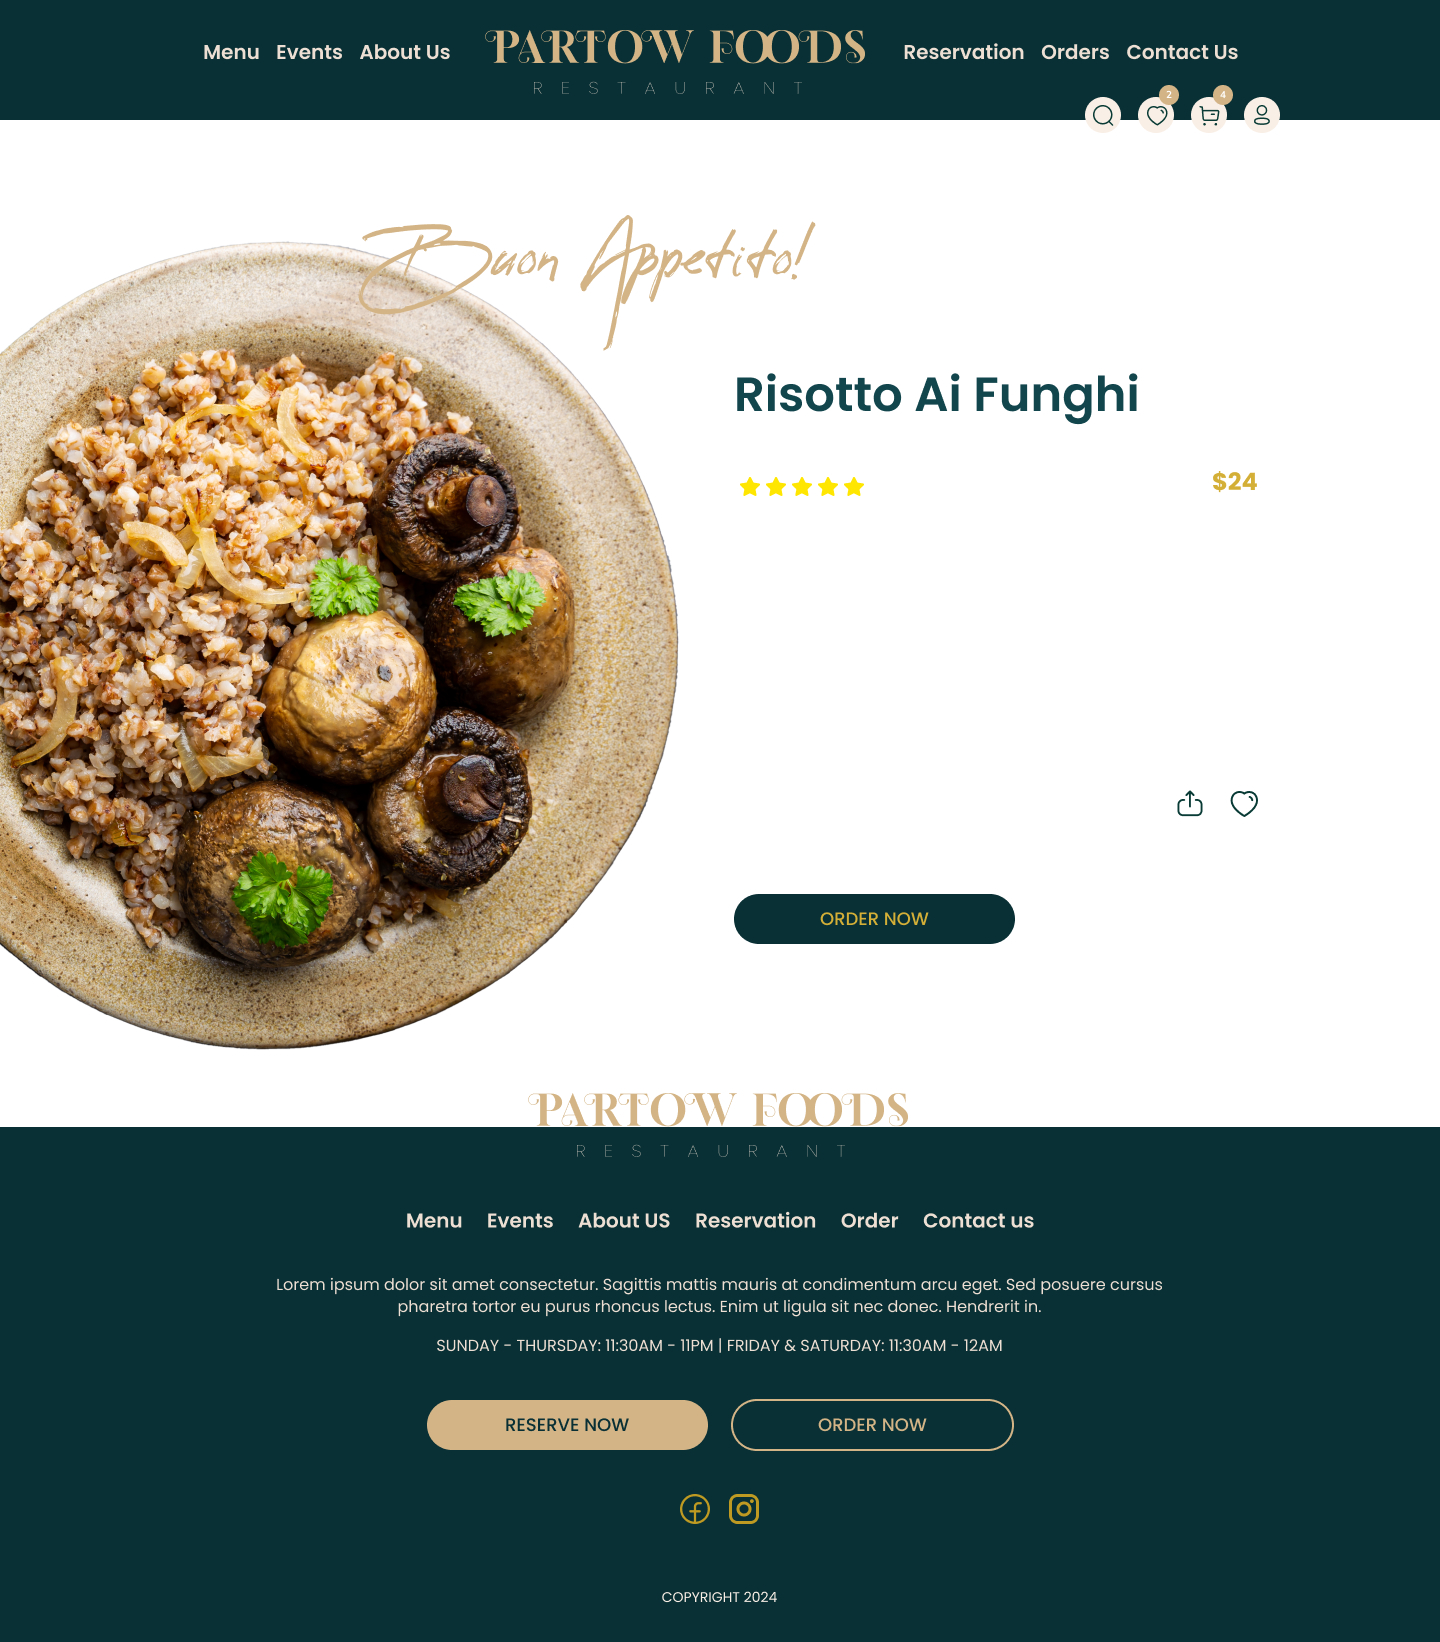 Menu Events About Us PARTOW FOODS Reservation Orders Contact Us
RESTAURANT
2 4
Buon Appetito!
Risotto Ai Funghi
$24
ORDER NOW
PARTOW FOODS
RESTAURANT
Menu Events About US Reservation Order Contact us
Lorem ipsum dolor sit amet consectetur. Sagittis mattis mauris at condimentum arcu eget. Sed posuere cursus
pharetra tortor eu purus rhoncus lectus. Enim ut ligula sit nec donec. Hendrerit in.
SUNDAY - THURSDAY: 11:30AM - 11PM | FRIDAY & SATURDAY: 11:30AM - 12AM
RESERVE NOW ORDER NOW
COPYRIGHT 2024